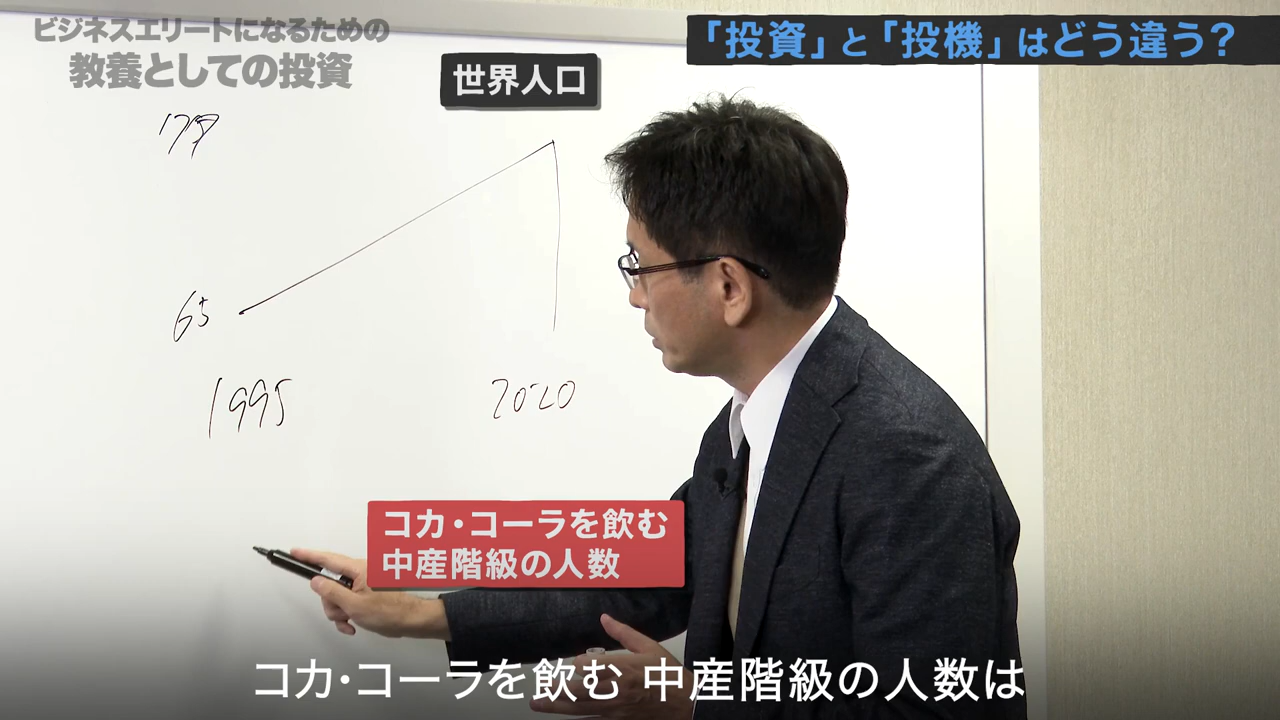 ビジネスエリートになるための
教養としての投資
「投資」と「投機」はどう違う?
世界人口
65
1995
2020
コカ・コーラを飲む
中産階級の人数
コカ・コーラを飲む 中産階級の人数は